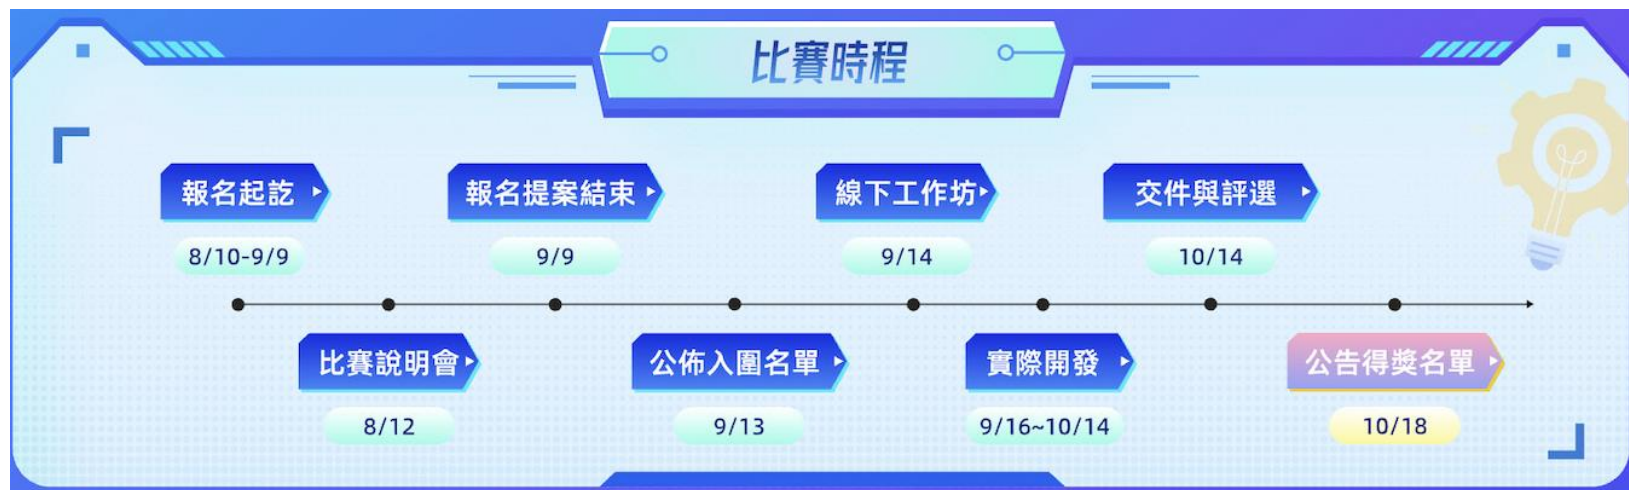 比賽時程
報名起訖
8/10-9/9
比賽說明會
8/12
報名提案結束
9/9
公佈入圍名單
9/13
線下工作坊
9/14
實際開發
9/16~10/14
交件與評選
10/14
公告得獎名單
10/18